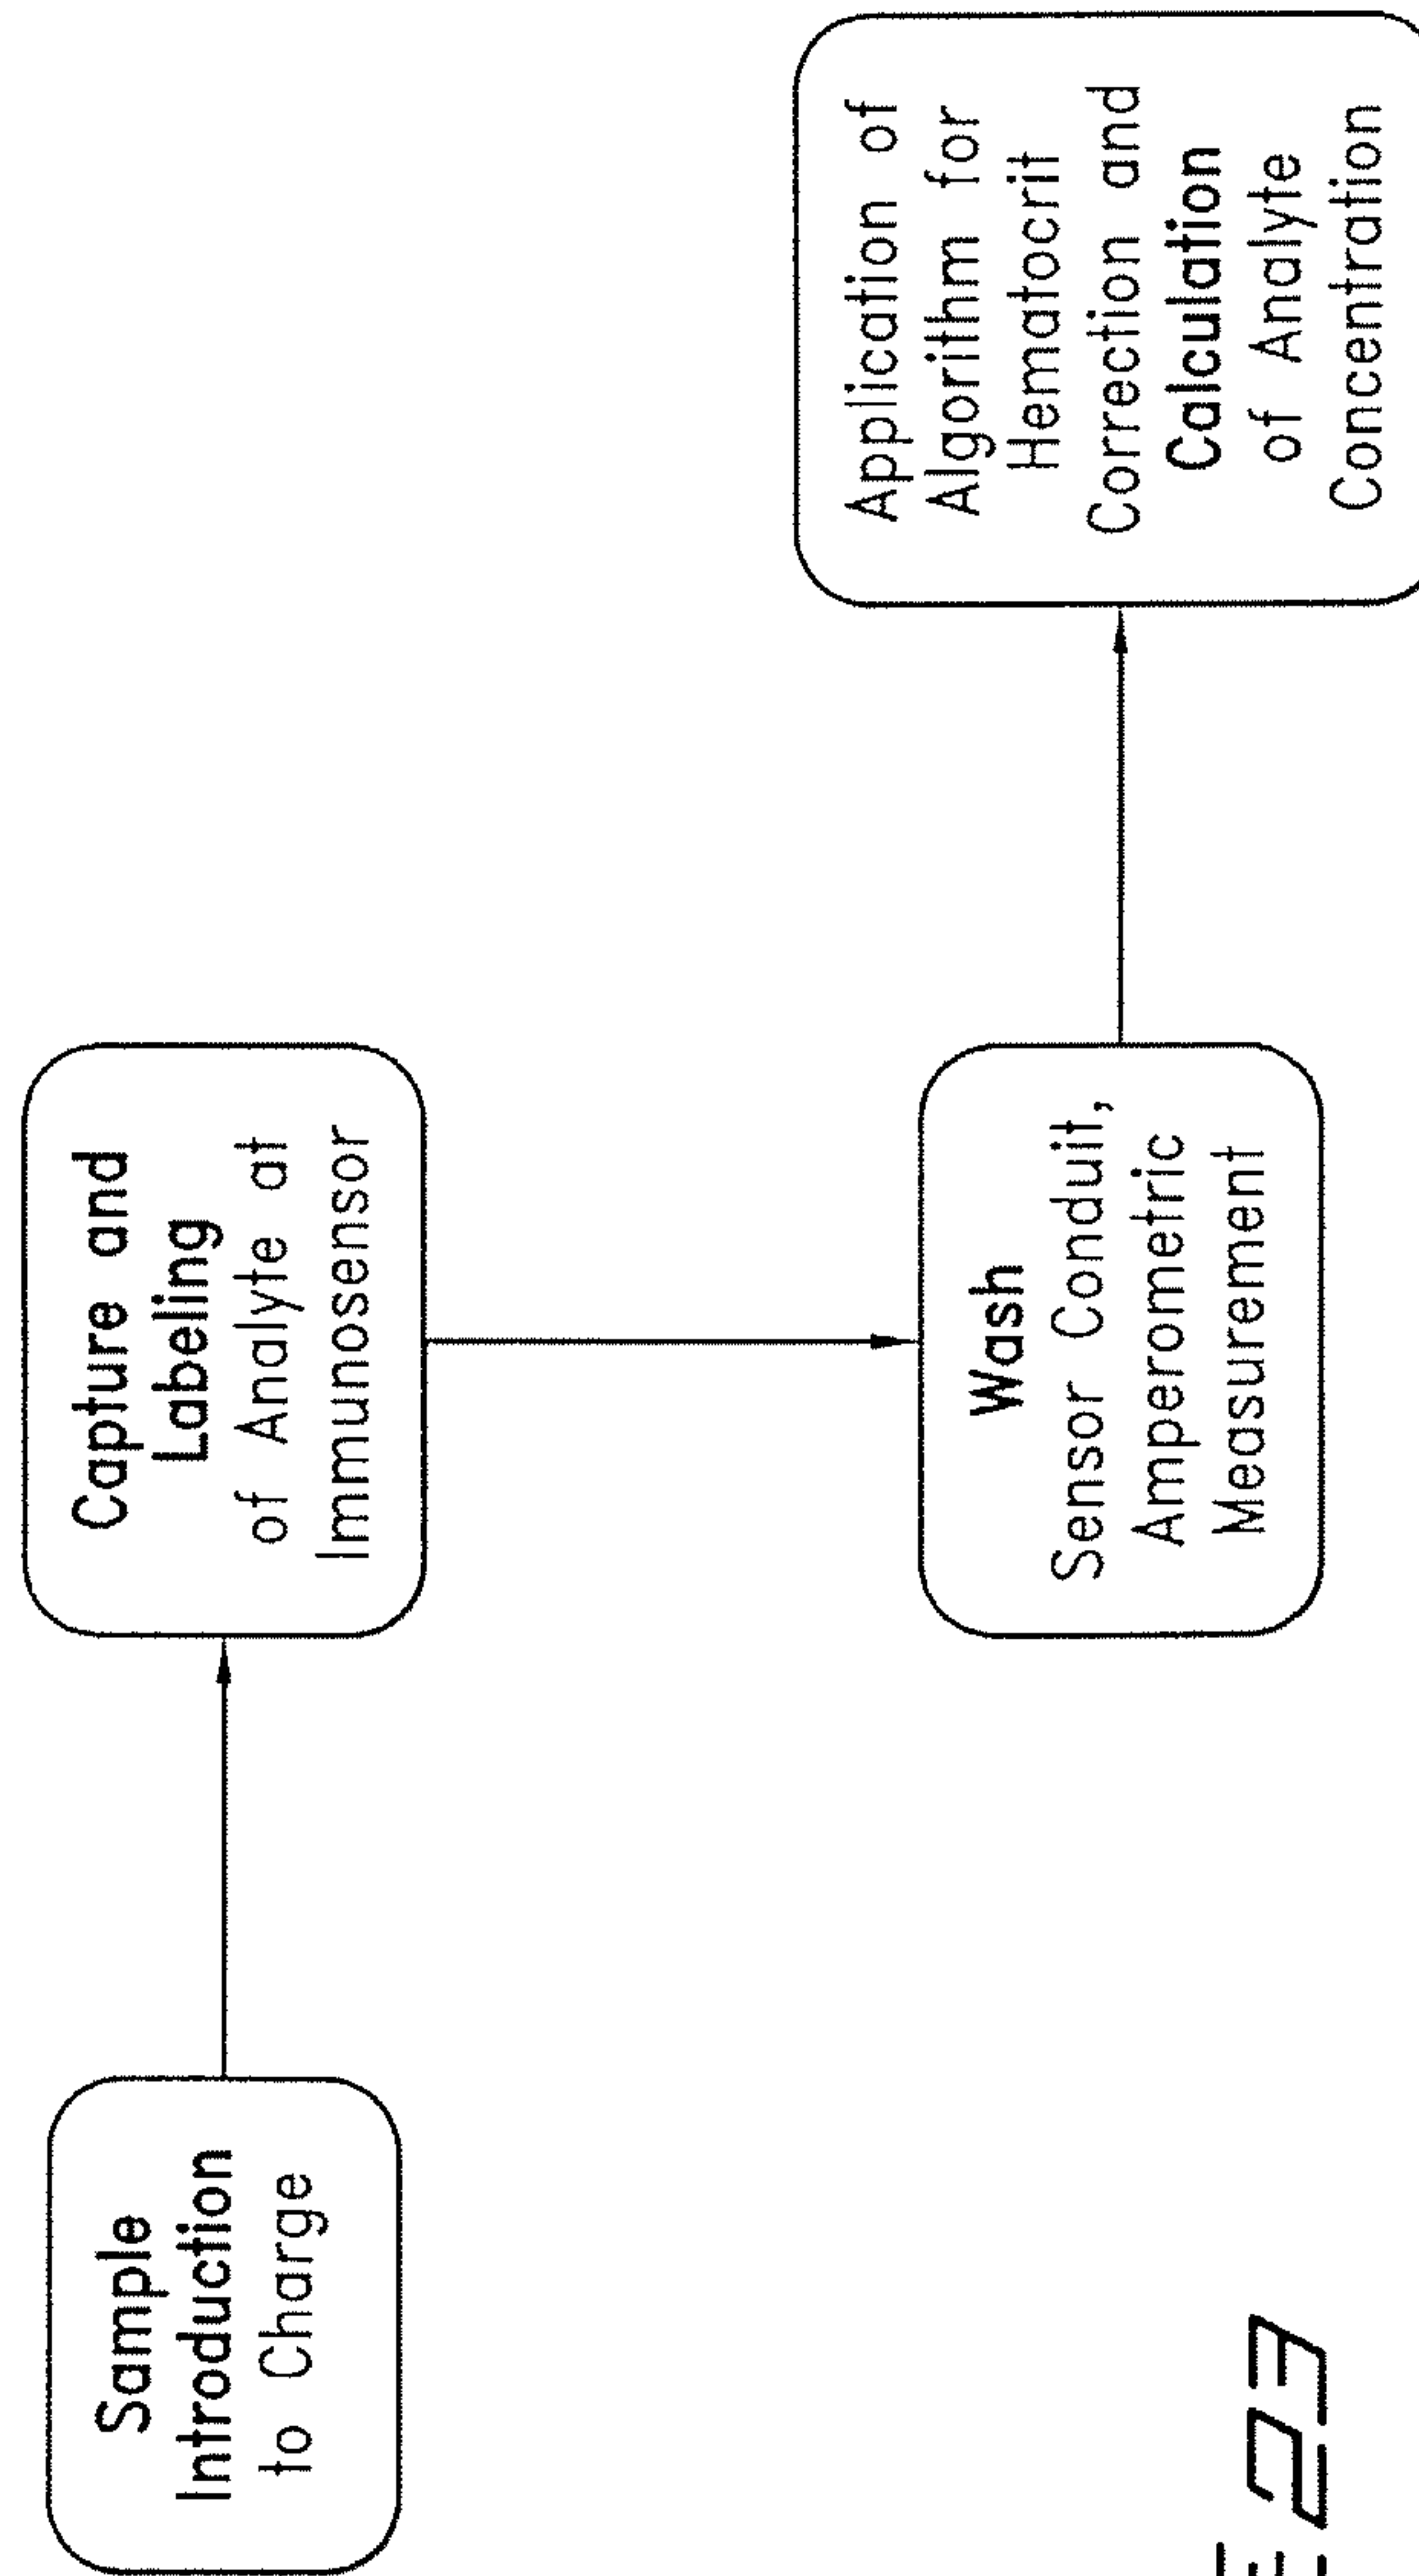 Sample
Introduction
to Charge
Capture and
Labeling
of Analyte at
Immunosensor
Wash
Sensor Conduit,
Amperometric
Measurement
Application of
Algorithm for
Hematocrit
Correction and
Calculation
of Analyte
Concentration
23